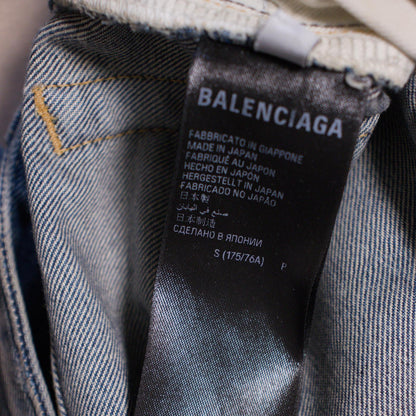 BALENCIAGA
FABBRICATO IN GIAPPONE
MADE IN JAPAN
FABRIQUÉ AU JAPON
HECHO EN JAPÓN
HERGESTELLT IN JAPAN
FABRICADO NO JAPÃO
日本製
صنع في اليابان
日本制造
СДЕЛАНО В ЯПОНИИ
S (175/76A) P